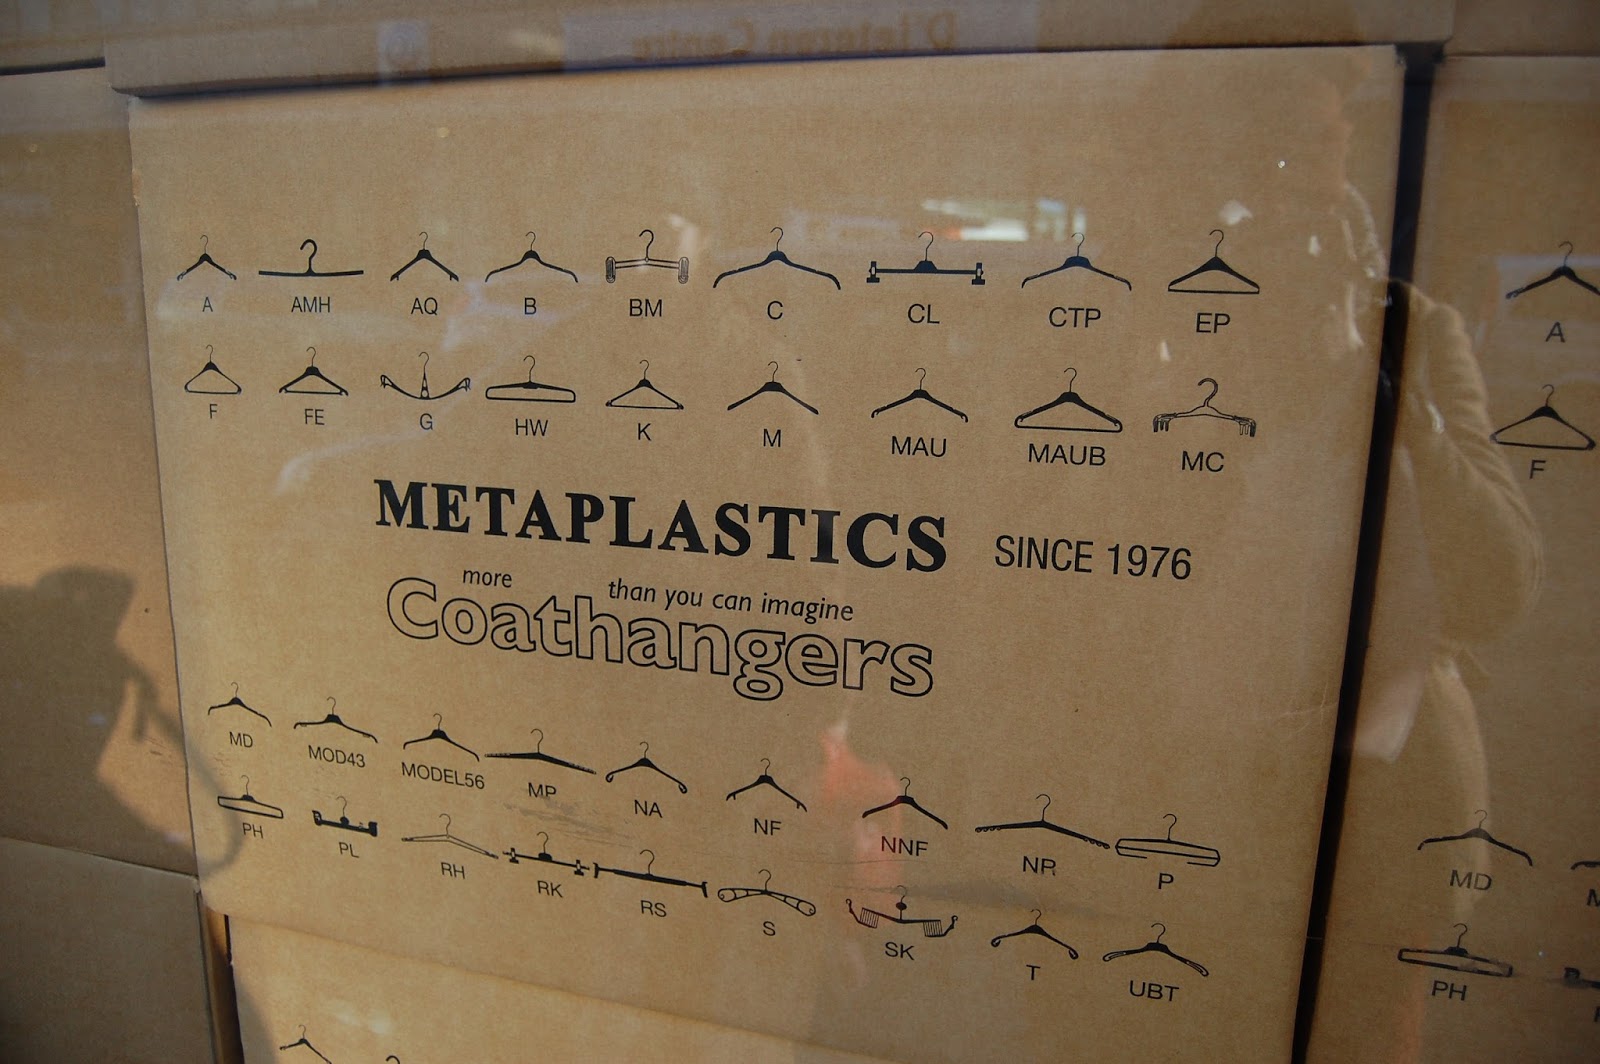 A AMH AQ B BM C CL CTP EP
F FE G HW K M MAU MAUB MC
METAPLASTICS SINCE 1976
more than you can imagine
Coathangers
MD MOD43 MODEL56 MP NA NF NNF NR P
PH PL RH RK RS S SK T UBT
A
F
MD
PH